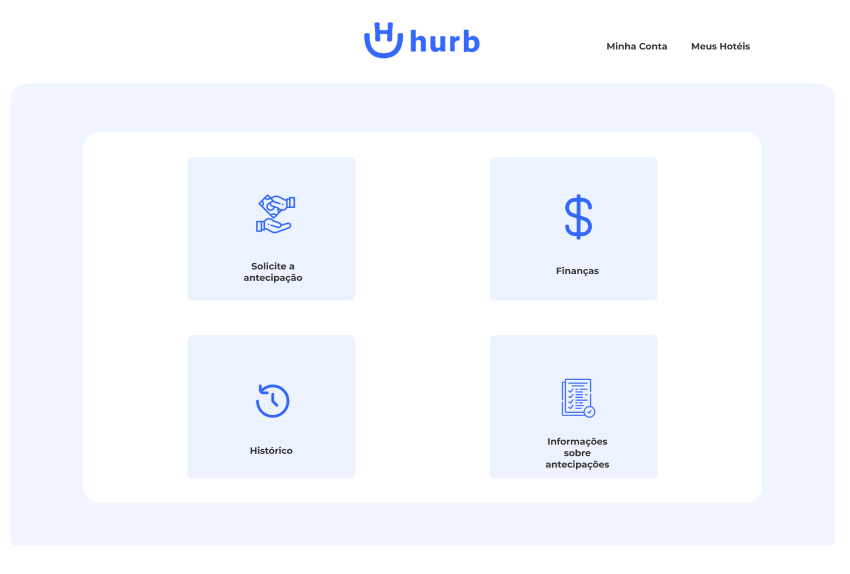 hurb
Minha Conta
Meus Hotéis
Solicite a
antecipação
Finanças
Histórico
Informações
sobre
antecipações